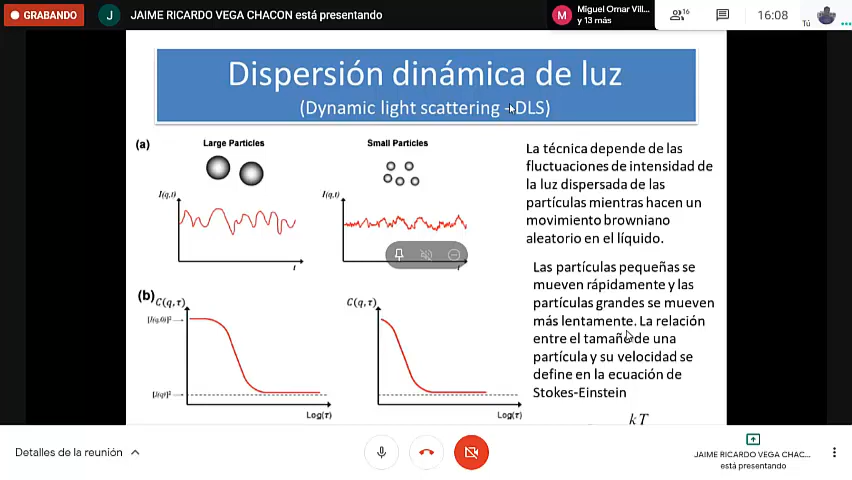 GRABANDO
J
JAIME RICARDO VEGA CHACON está presentando
M
Miguel Omar Vill...
y 13 más
16
16:08
Tú
Dispersión dinámica de luz
(Dynamic light scattering - DLS)
(a)
Large Particles
Small Particles
I(q,t)
I(q,t)
t
t
La técnica depende de las
fluctuaciones de intensidad de
la luz dispersada de las
partículas mientras hacen un
movimiento browniano
aleatorio en el líquido.
Las partículas pequeñas se
mueven rápidamente y las
partículas grandes se mueven
más lentamente. La relación
entre el tamaño de una
partícula y su velocidad se
define en la ecuación de
Stokes-Einstein
kT
(b)
C(q,τ)
C(q,τ)
Log(τ)
Log(τ)
Detalles de la reunión
JAIME RICARDO VEGA CHAC...
está presentando